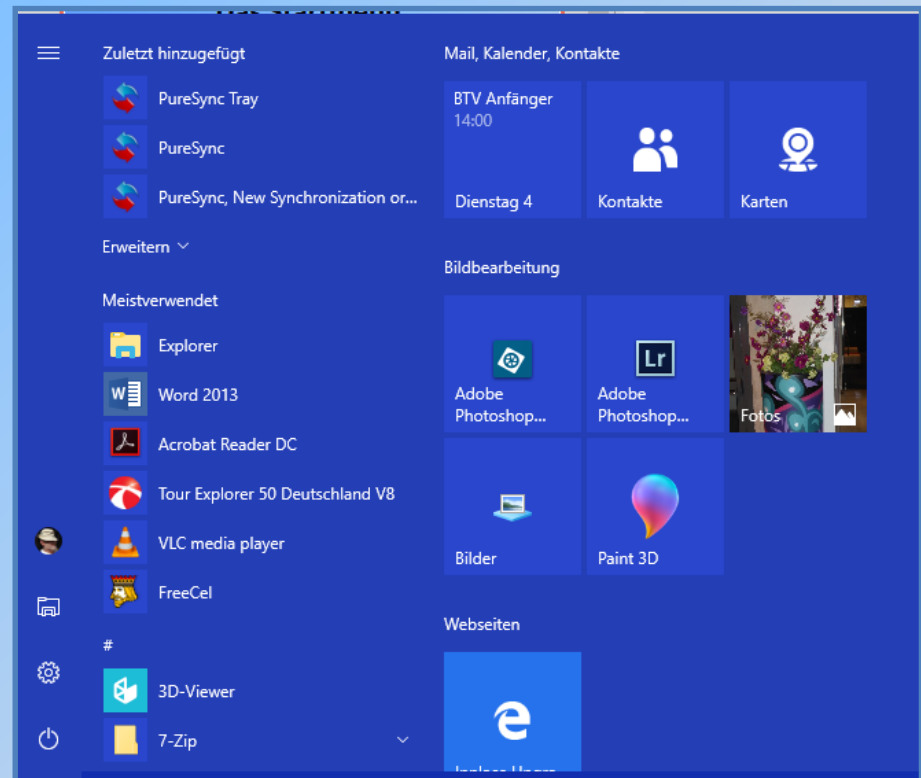 Das Startmenü
Zuletzt hinzugefügt
PureSync Tray
PureSync
PureSync, New Synchronization or...
Erweitern
Meistverwendet
Explorer
Word 2013
Acrobat Reader DC
Tour Explorer 50 Deutschland V8
VLC media player
FreeCel
#
3D-Viewer
7-Zip
Mail, Kalender, Kontakte
BTV Anfänger
14:00
Dienstag 4
Kontakte
Karten
Bildbearbeitung
Adobe
Photoshop...
Lr
Adobe
Photoshop...
Fotos
Bilder
Paint 3D
Webseiten